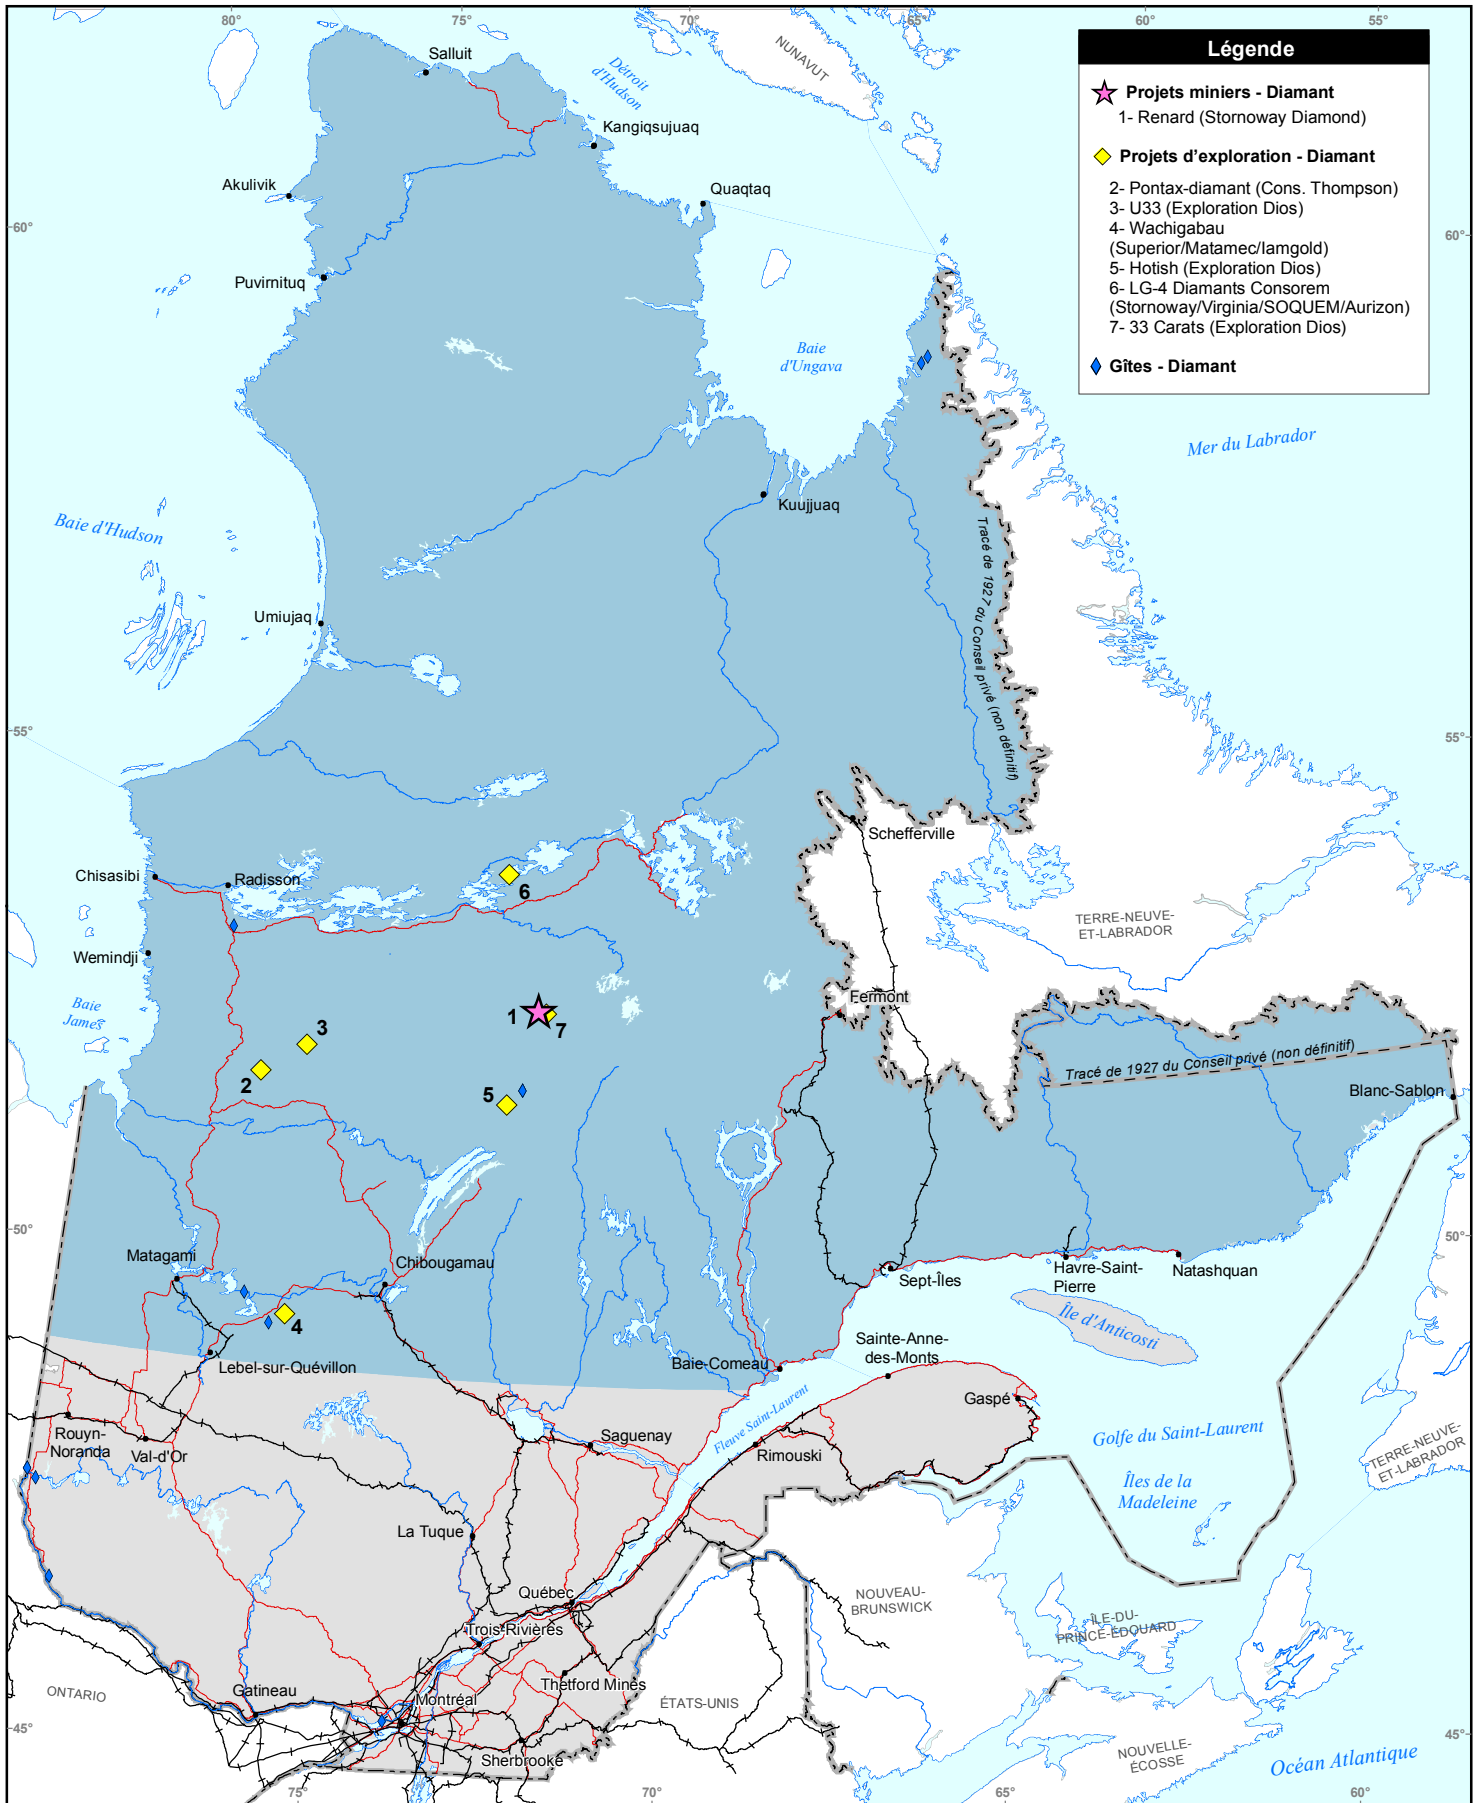 80°
75°
70°
65°
60°
55°
Légende
Projets miniers - Diamant
1- Renard (Stornoway Diamond)
Projets d'exploration - Diamant
2- Pontax-diamant (Cons. Thompson)
3- U33 (Exploration Dios)
4- Wachigabau
(Superior/Matamec/Iamgold)
5- Hotish (Exploration Dios)
6- LG-4 Diamants Consorem
(Stornoway/Virginia/SOQUEM/Aurizon)
7- 33 Carats (Exploration Dios)
Gîtes - Diamant
NUNAVUT
Salluit
Détroit
d'Hudson
Kangiqsujuaq
Akulivik
Quaqtaq
60°
60°
Puvirnituq
Baie
d'Ungava
Mer du Labrador
Kuujjuaq
Baie d'Hudson
Tracé de 1927 du Conseil privé (non définitif)
Umiujaq
55°
55°
Schefferville
Chisasibi
Radisson
6
TERRE-NEUVE-
ET-LABRADOR
Wemindji
Baie
James
Fermont
1
7
3
2
5
Tracé de 1927 du Conseil privé (non définitif)
Blanc-Sablon
50°
50°
Matagami
Chibougamau
Sept-Îles
Havre-Saint-
Pierre
Natashquan
4
Île d'Anticosti
Sainte-Anne-
des-Monts
Lebel-sur-Quévillon
Baie-Comeau
Gaspé
Fleuve Saint-Laurent
Rouyn-
Noranda
Val-d'Or
Saguenay
Rimouski
Golfe du Saint-Laurent
TERRE-NEUVE-
ET-LABRADOR
Îles de la
Madeleine
La Tuque
Québec
NOUVEAU-
BRUNSWICK
ÎLE-DU-
PRINCE-ÉDOUARD
Trois-Rivières
Thetford Mines
ONTARIO
Gatineau
Montréal
ÉTATS-UNIS
45°
45°
Sherbrooke
NOUVELLE-
ÉCOSSE
Océan Atlantique
75°
70°
65°
60°